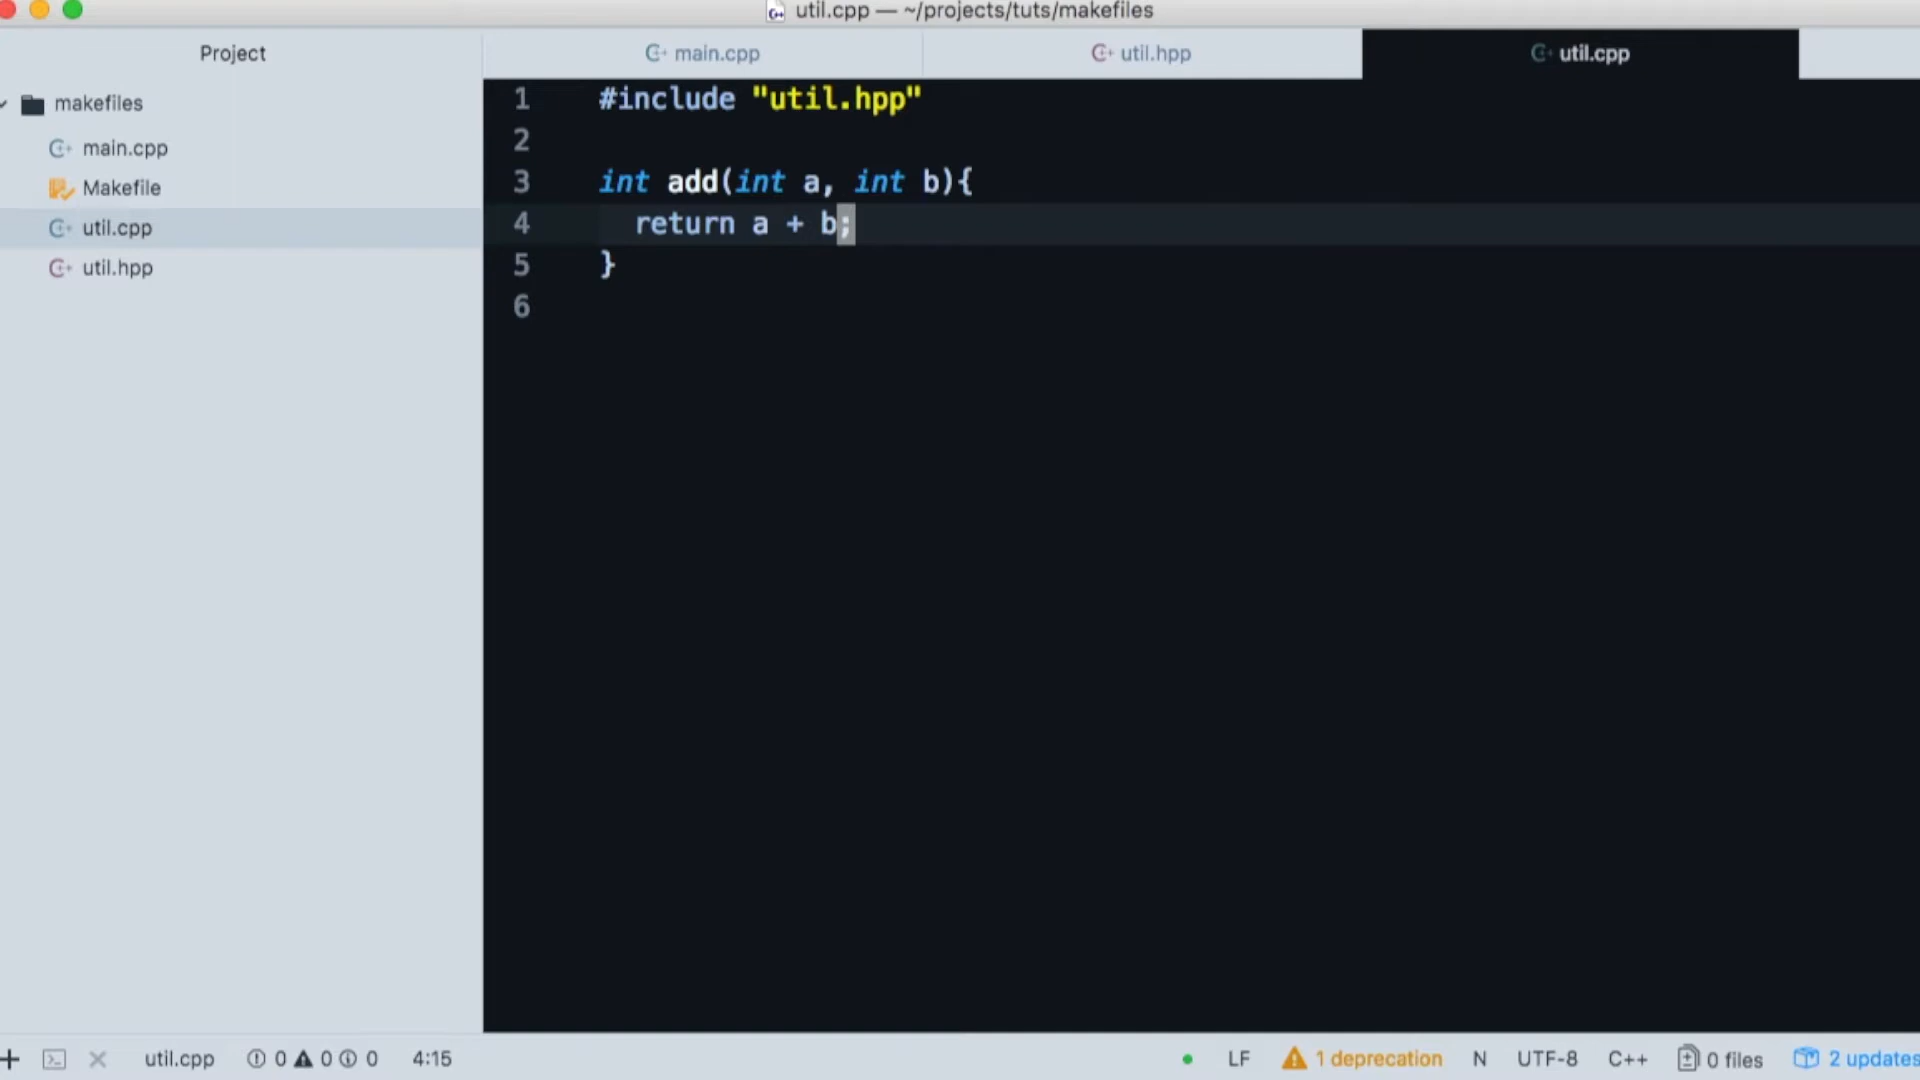 util.cpp — ~/projects/tuts/makefiles
Project
main.cpp
util.hpp
util.cpp
makefiles
main.cpp
Makefile
util.cpp
util.hpp
1 #include "util.hpp"
2
3 int add(int a, int b){
4 return a + b;
5 }
6
util.cpp 0 0 0 4:15 LF 1 deprecation N UTF-8 C++ 0 files 2 updates